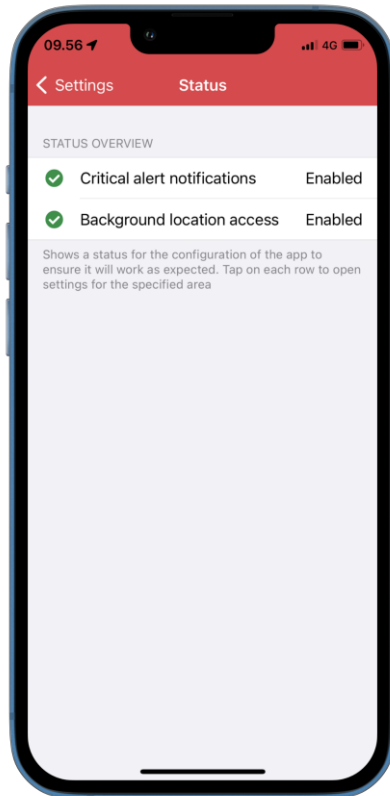 09.56 4G
Settings Status
STATUS OVERVIEW
Critical alert notifications Enabled
Background location access Enabled
Shows a status for the configuration of the app to
ensure it will work as expected. Tap on each row to open
settings for the specified area